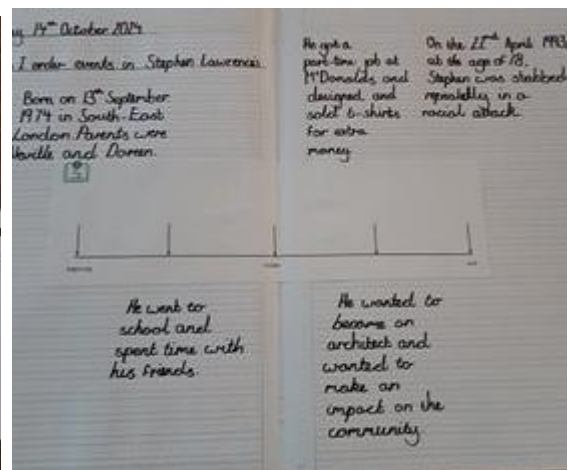 14th October 2024
I order events in Stephen Lawrence's
Born on 13th September
1974 in South-East
London. Parents were
Neville and Doreen.
He got a
part-time job at
McDonalds and
designed and
sold t-shirts
for extra
money
On the 22nd April 1993
at the age of 18,
Stephen was stabbed
repeatedly in a
racial attack.
He went to
school and
spent time with
his friends.
He wanted to
become an
architect and
wanted to
make an
impact on the
community.